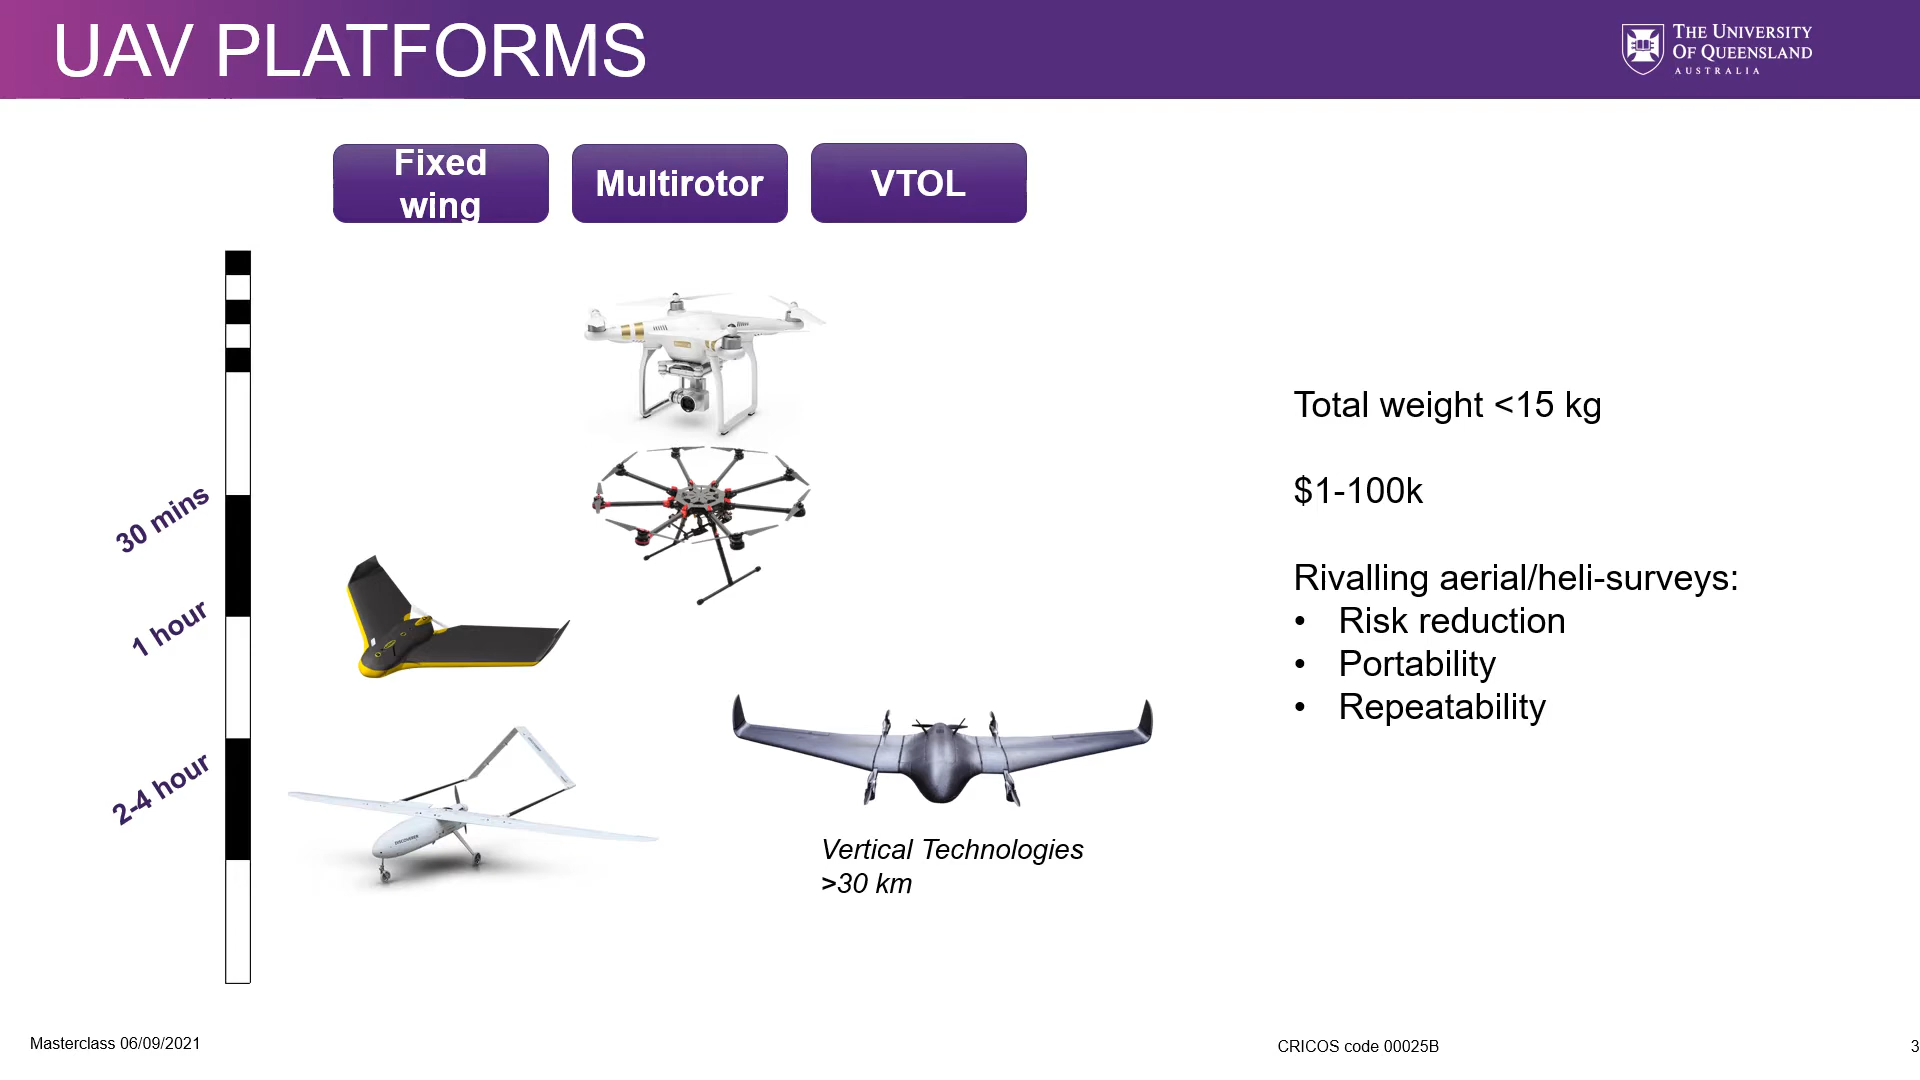 UAV PLATFORMS
THE UNIVERSITY
OF QUEENSLAND
AUSTRALIA
Fixed
wing
Multirotor
VTOL
30 mins
1 hour
2-4 hour
Total weight <15 kg
$1-100k
Rivalling aerial/heli-surveys:
• Risk reduction
• Portability
• Repeatability
Vertical Technologies
>30 km
Masterclass 06/09/2021
CRICOS code 00025B
3